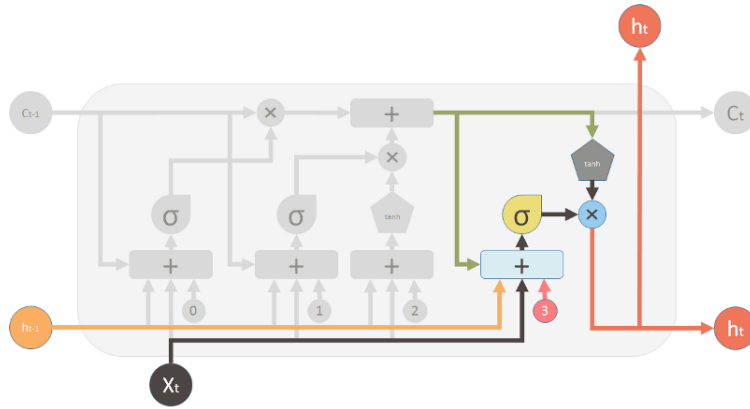 hₜ
Cₜ₋₁
×
+
Cₜ
tanh
×
σ
σ
tanh
σ
×
+
+
+
+
hₜ₋₁
0
1
2
3
hₜ
Xₜ